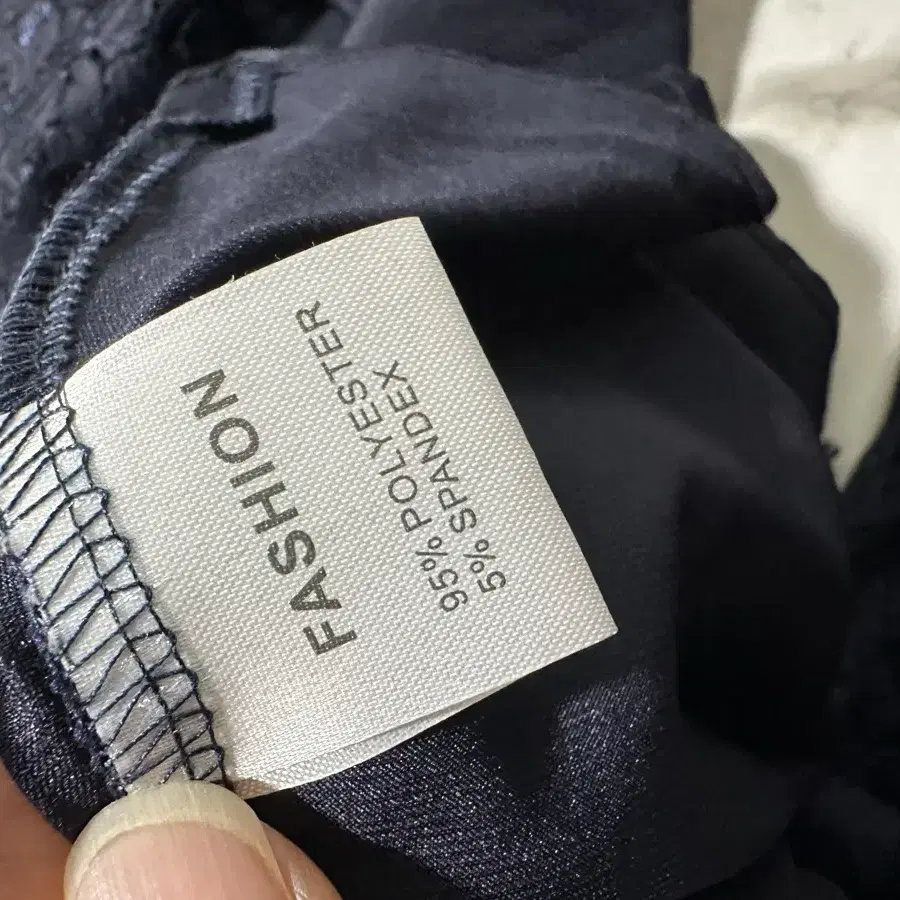 FASHION
95% POLYESTER
5% SPANDEX